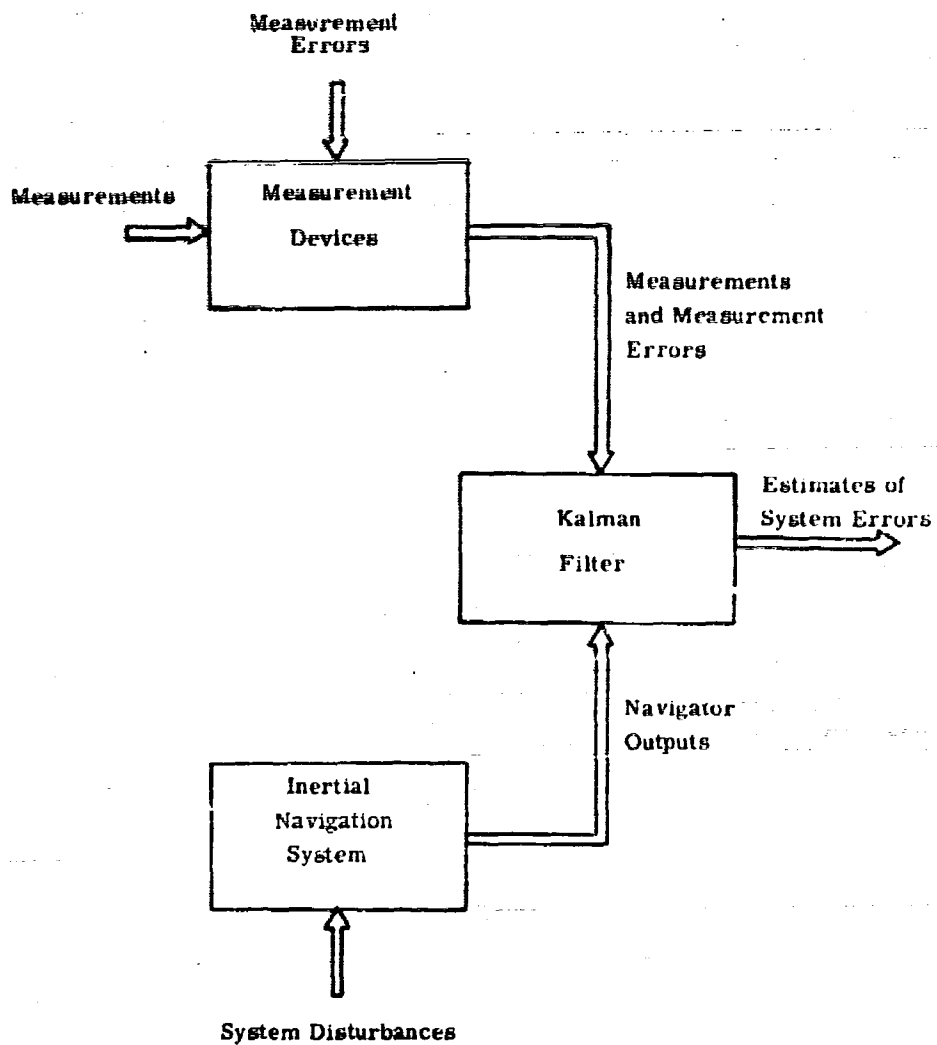 Measurement
Errors
Measurements
Measurement
Devices
Measurements
and Measurement
Errors
Kalman
Filter
Estimates of
System Errors
Navigator
Outputs
Inertial
Navigation
System
System Disturbances